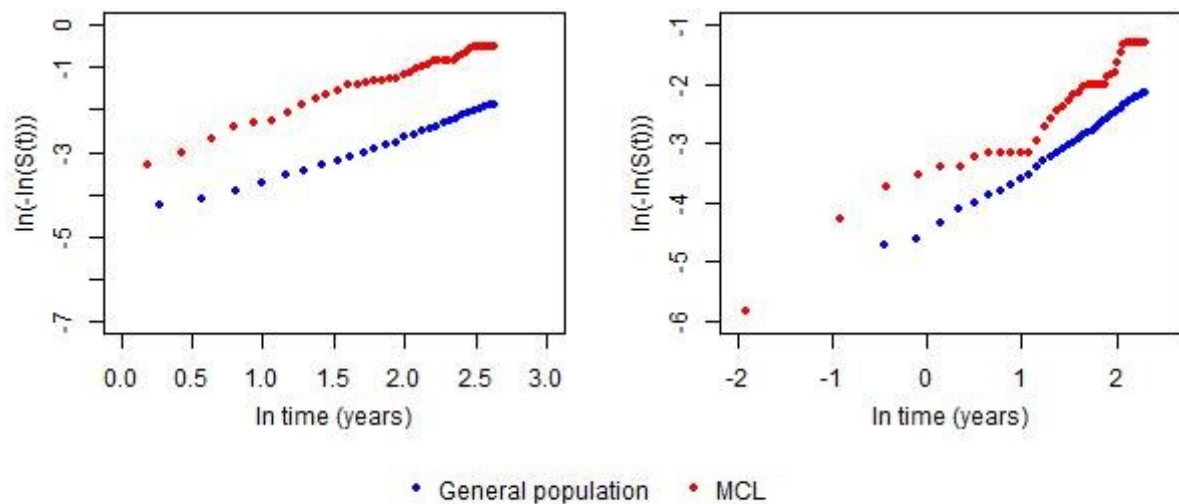 ln(-ln(S(t)))
0
-1
-3
-5
-7
0.0 0.5 1.0 1.5 2.0 2.5 3.0
ln time (years)
ln(-ln(S(t)))
-1
-2
-3
-4
-5
-6
-2 -1 0 1 2
ln time (years)
General population MCL